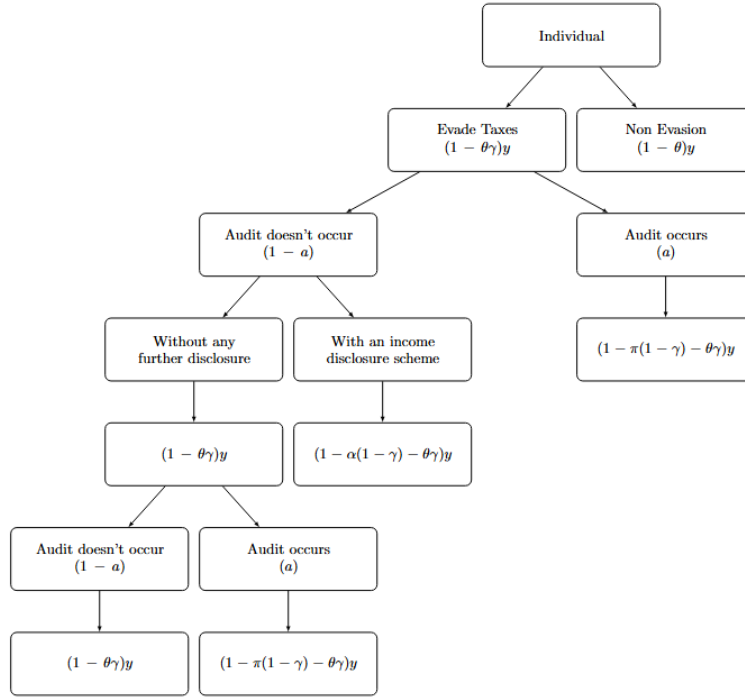 Individual
Evade Taxes
(1 − θγ)y
Non Evasion
(1 − θ)y
Audit doesn't occur
(1 − a)
Audit occurs
(a)
Without any
further disclosure
With an income
disclosure scheme
(1 − π(1 − γ) − θγ)y
(1 − θγ)y
(1 − α(1 − γ) − θγ)y
Audit doesn't occur
(1 − a)
Audit occurs
(a)
(1 − θγ)y
(1 − π(1 − γ) − θγ)y